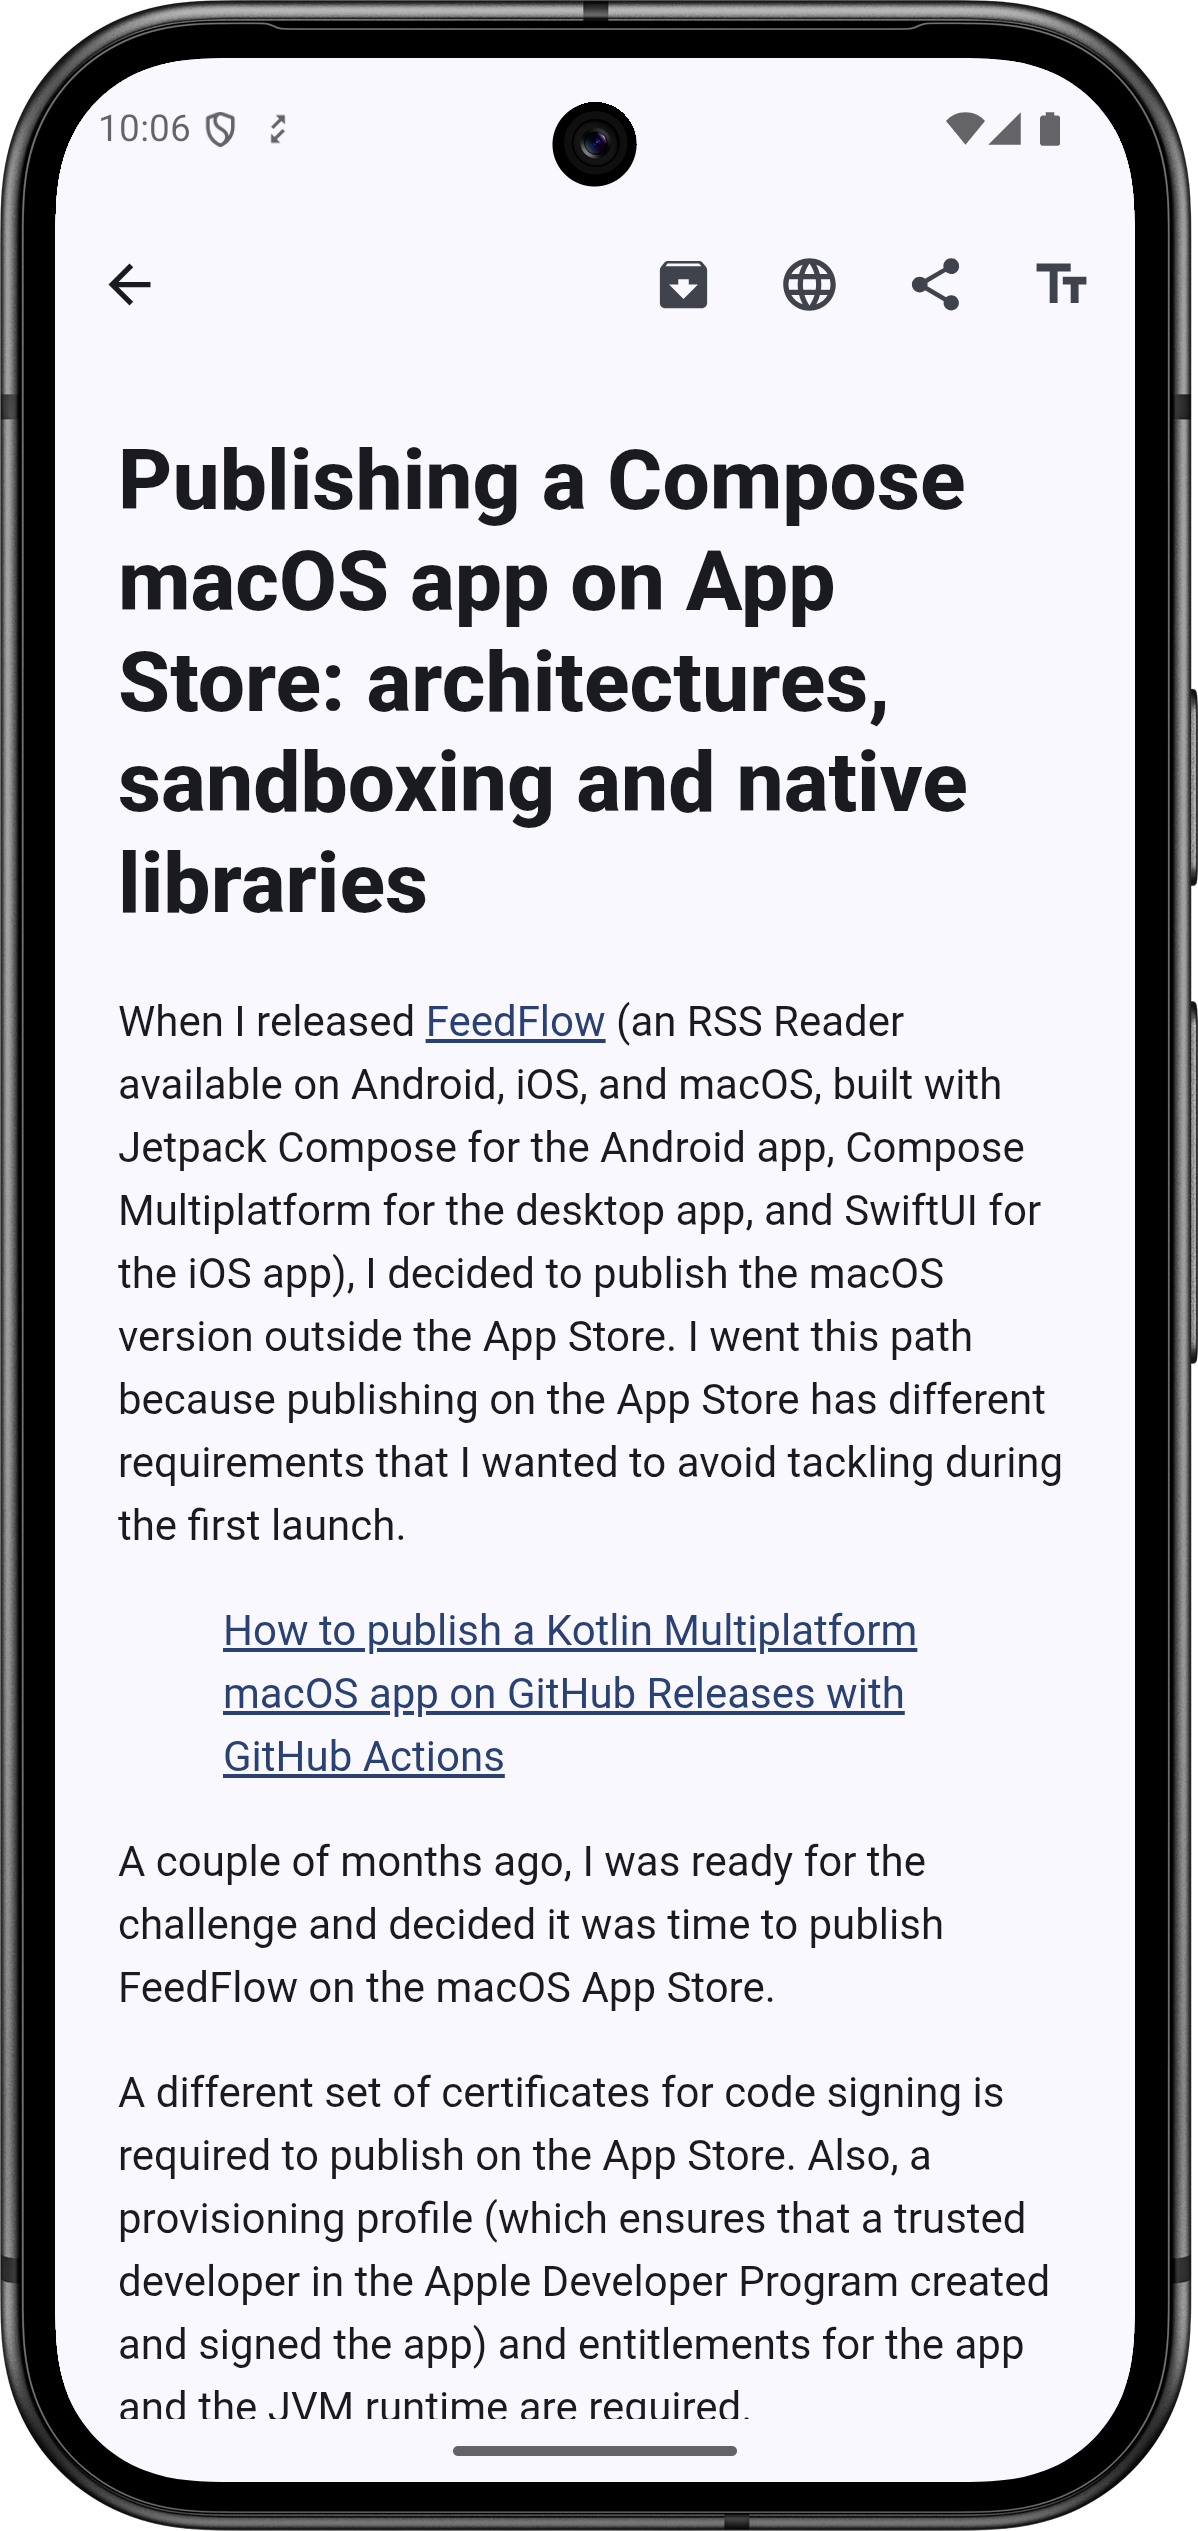 10:06
Publishing a Compose
macOS app on App
Store: architectures,
sandboxing and native
libraries
When I released FeedFlow (an RSS Reader
available on Android, iOS, and macOS, built with
Jetpack Compose for the Android app, Compose
Multiplatform for the desktop app, and SwiftUI for
the iOS app), I decided to publish the macOS
version outside the App Store. I went this path
because publishing on the App Store has different
requirements that I wanted to avoid tackling during
the first launch.
How to publish a Kotlin Multiplatform
macOS app on GitHub Releases with
GitHub Actions
A couple of months ago, I was ready for the
challenge and decided it was time to publish
FeedFlow on the macOS App Store.
A different set of certificates for code signing is
required to publish on the App Store. Also, a
provisioning profile (which ensures that a trusted
developer in the Apple Developer Program created
and signed the app) and entitlements for the app
and the JVM runtime are required.